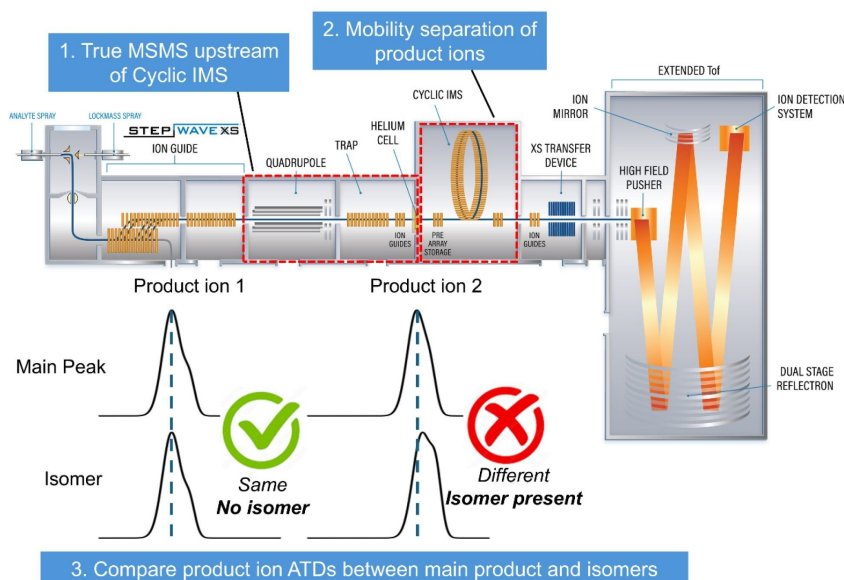 1. True MSMS upstream
of Cyclic IMS
2. Mobility separation of
product ions
EXTENDED Tof
ANALYTE SPRAY
LOCKMASS SPRAY
STEPWAVE XS
ION GUIDE
QUADRUPOLE
TRAP
HELIUM
CELL
CYCLIC IMS
XS TRANSFER
DEVICE
ION
MIRROR
ION DETECTION
SYSTEM
HIGH FIELD
PUSHER
ION
GUIDES
PRE
ARRAY
STORAGE
ION
GUIDES
DUAL STAGE
REFLECTRON
Product ion 1
Product ion 2
Main Peak
Isomer
Same
No isomer
Different
Isomer present
3. Compare product ion ATDs between main product and isomers